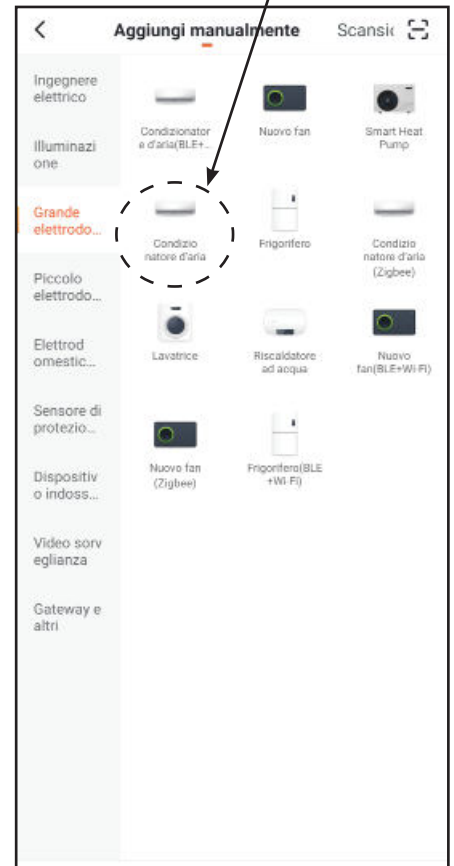 Aggiungi manualmente Scansic
Ingegnere
elettrico
Illuminazi
one
Grande
elettrodo...
Piccolo
elettrodo...
Elettrod
omestic...
Sensore di
protezio...
Dispositiv
o indoss...
Video sorv
eglianza
Gateway e
altri
Condizionator
e d'aria(BLE+...
Nuovo fan
Smart Heat
Pump
Condizio
natore d'aria
Frigorifero
Condizio
natore d'aria
(Zigbee)
Lavatrice
Riscaldatore
ad acqua
Nuovo
fan(BLE+Wi-Fi)
Nuovo fan
(Zigbee)
Frigorifero(BLE
+Wi-Fi)